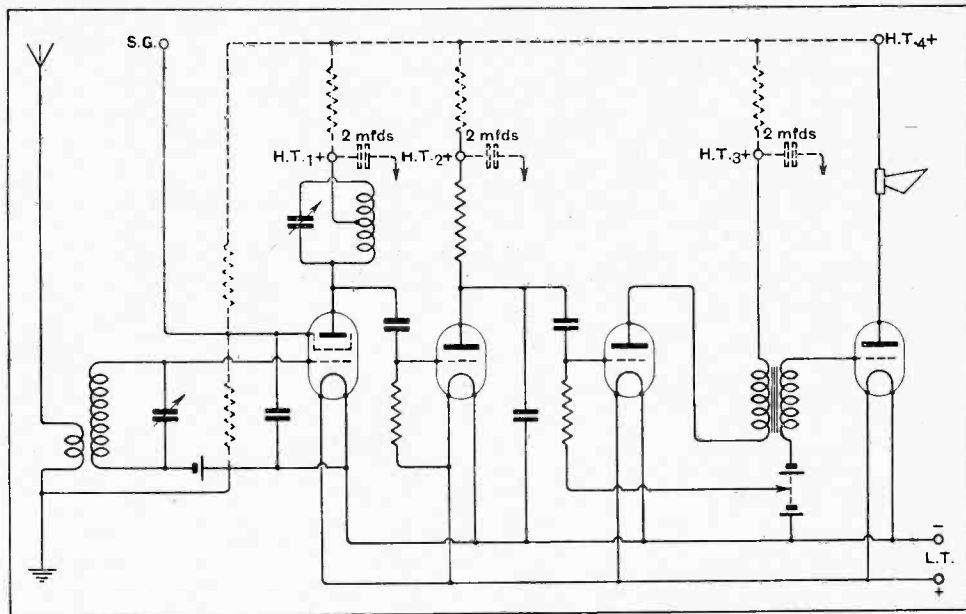 S.G.
H.T.4+
2 mfds
2 mfds
2 mfds
H.T.1+
H.T.2+
H.T.3+
-
L.T.
+